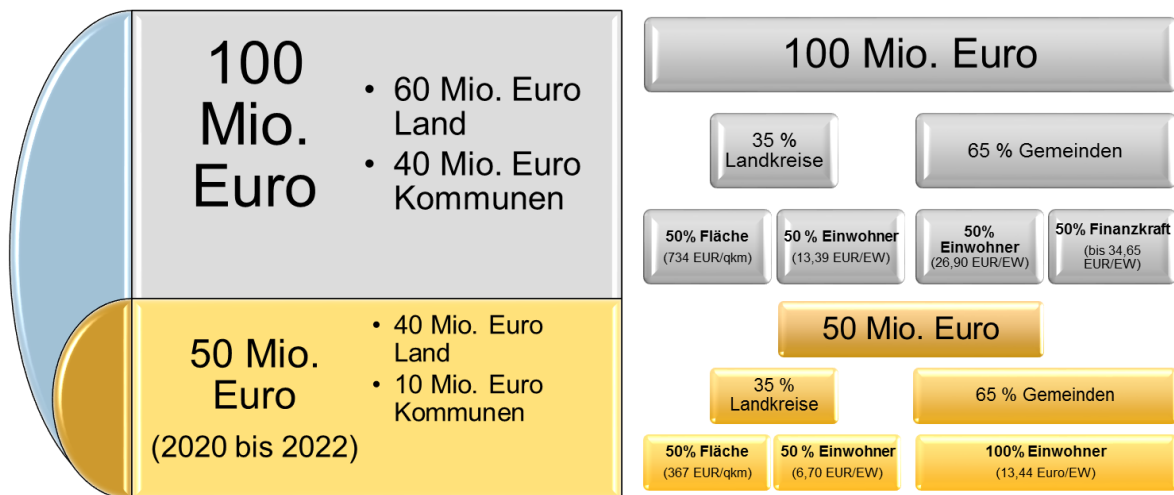 100
Mio.
Euro
• 60 Mio. Euro
Land
• 40 Mio. Euro
Kommunen
50 Mio.
Euro
(2020 bis 2022)
• 40 Mio. Euro
Land
• 10 Mio. Euro
Kommunen
100 Mio. Euro
35 %
Landkreise
65 % Gemeinden
50% Fläche
(734 EUR/qkm)
50 % Einwohner
(13,39 EUR/EW)
50%
Einwohner
(26,90 EUR/EW)
50% Finanzkraft
(bis 34,65
EUR/EW)
50 Mio. Euro
35 %
Landkreise
65 % Gemeinden
50% Fläche
(367 EUR/qkm)
50 % Einwohner
(6,70 EUR/EW)
100% Einwohner
(13,44 Euro/EW)